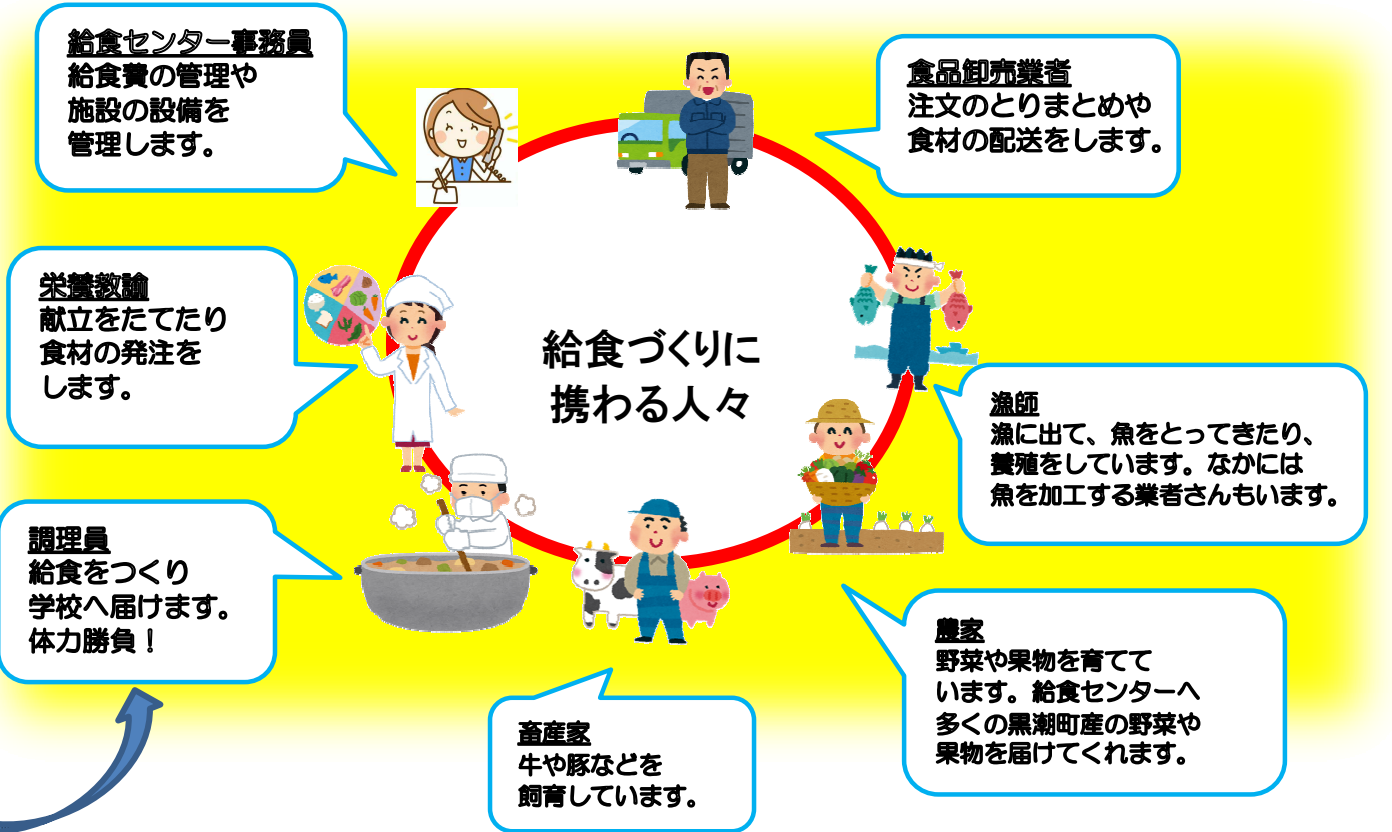 給食センター事務員
給食費の管理や
施設の設備を
管理します。
食品卸売業者
注文のとりまとめや
食材の配送をします。
栄養教諭
献立をたてたり
食材の発注を
します。
給食づくりに
携わる人々
漁師
漁に出て、魚をとってきたり、
養殖をしています。なかには
魚を加工する業者さんもいます。
調理員
給食をつくり
学校へ届けます。
体力勝負！
農家
野菜や果物を育てて
います。給食センターへ
多くの黒潮町産の野菜や
果物を届けてくれます。
畜産家
牛や豚などを
飼育しています。